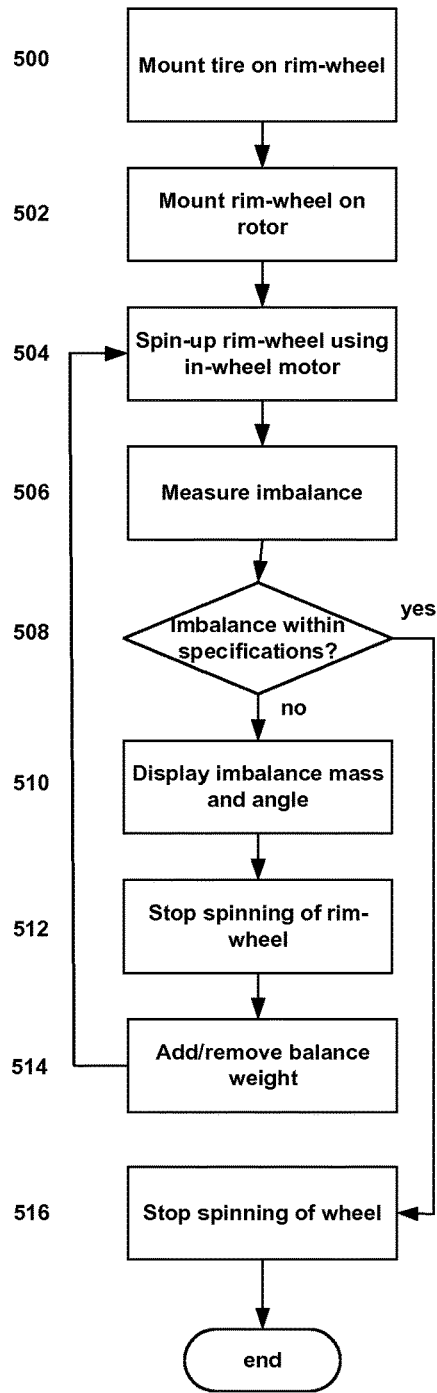 500
Mount tire on rim-wheel
502
Mount rim-wheel on
rotor
504
Spin-up rim-wheel using
in-wheel motor
506
Measure imbalance
508
Imbalance within
specifications?
yes
no
510
Display imbalance mass
and angle
512
Stop spinning of rim-
wheel
514
Add/remove balance
weight
516
Stop spinning of wheel
end